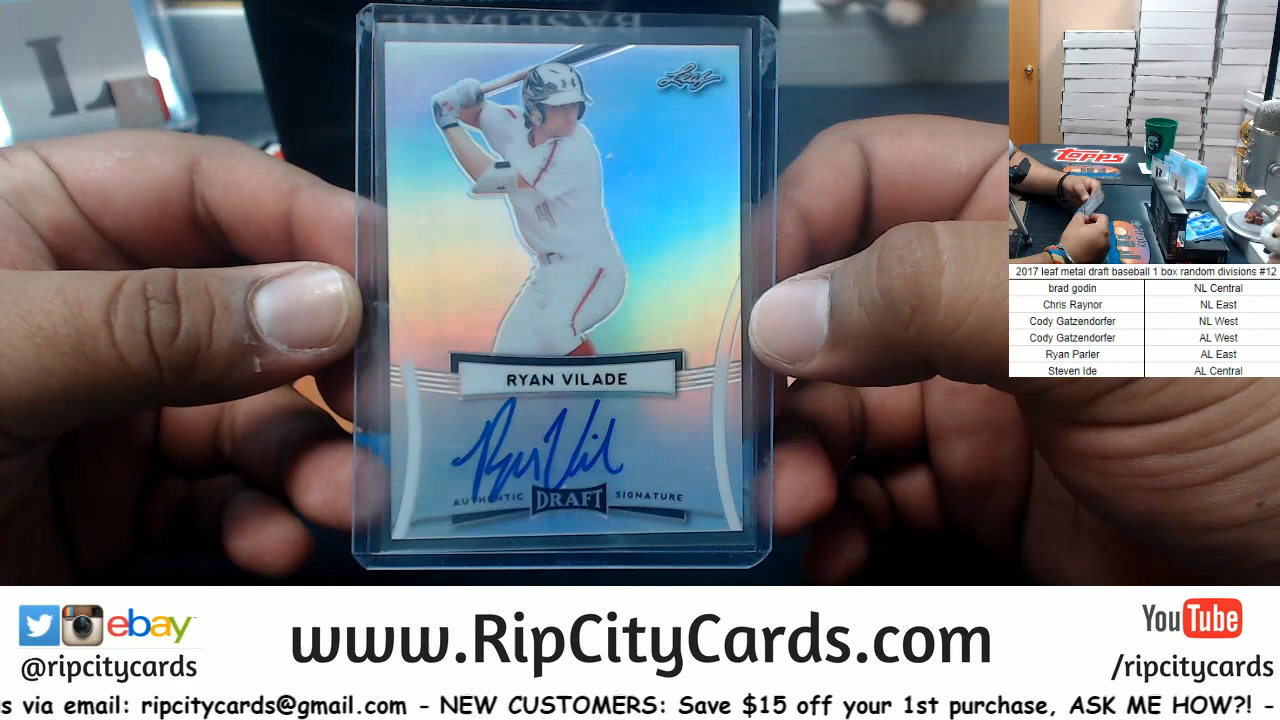 BASEBALL
Leaf
RYAN VILADE
Ryan Vilade
AUTHENTIC DRAFT SIGNATURE
TOPPS
2017 leaf metal draft baseball 1 box random divisions #12
brad godin NL Central
Chris Raynor NL East
Cody Gatzendorfer NL West
Cody Gatzendorfer AL West
Ryan Parler AL East
Steven Ide AL Central
ebay
@ripcitycards
www.RipCityCards.com
YouTube
/ripcitycards
s via email: ripcitycards@gmail.com - NEW CUSTOMERS: Save $15 off your 1st purchase, ASK ME HOW?! -